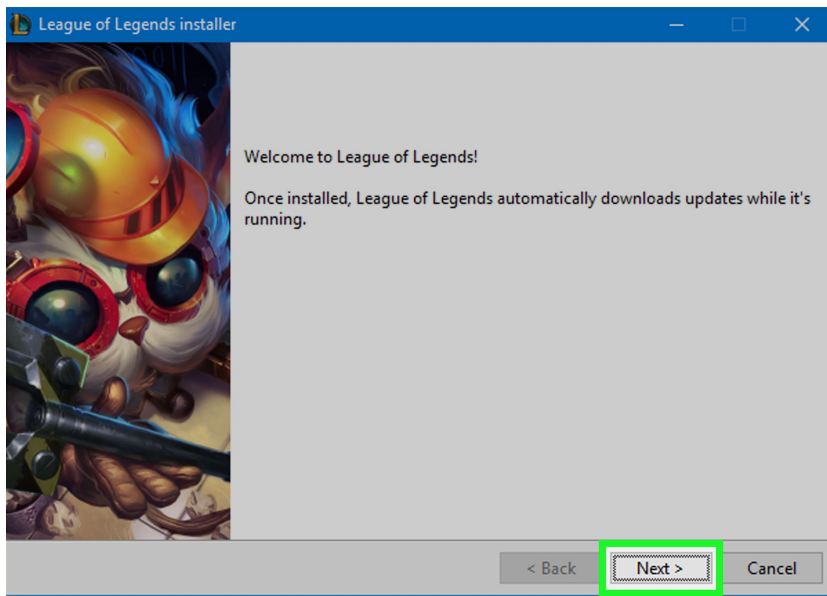 League of Legends installer
Welcome to League of Legends!
Once installed, League of Legends automatically downloads updates while it's
running.
< Back Next > Cancel